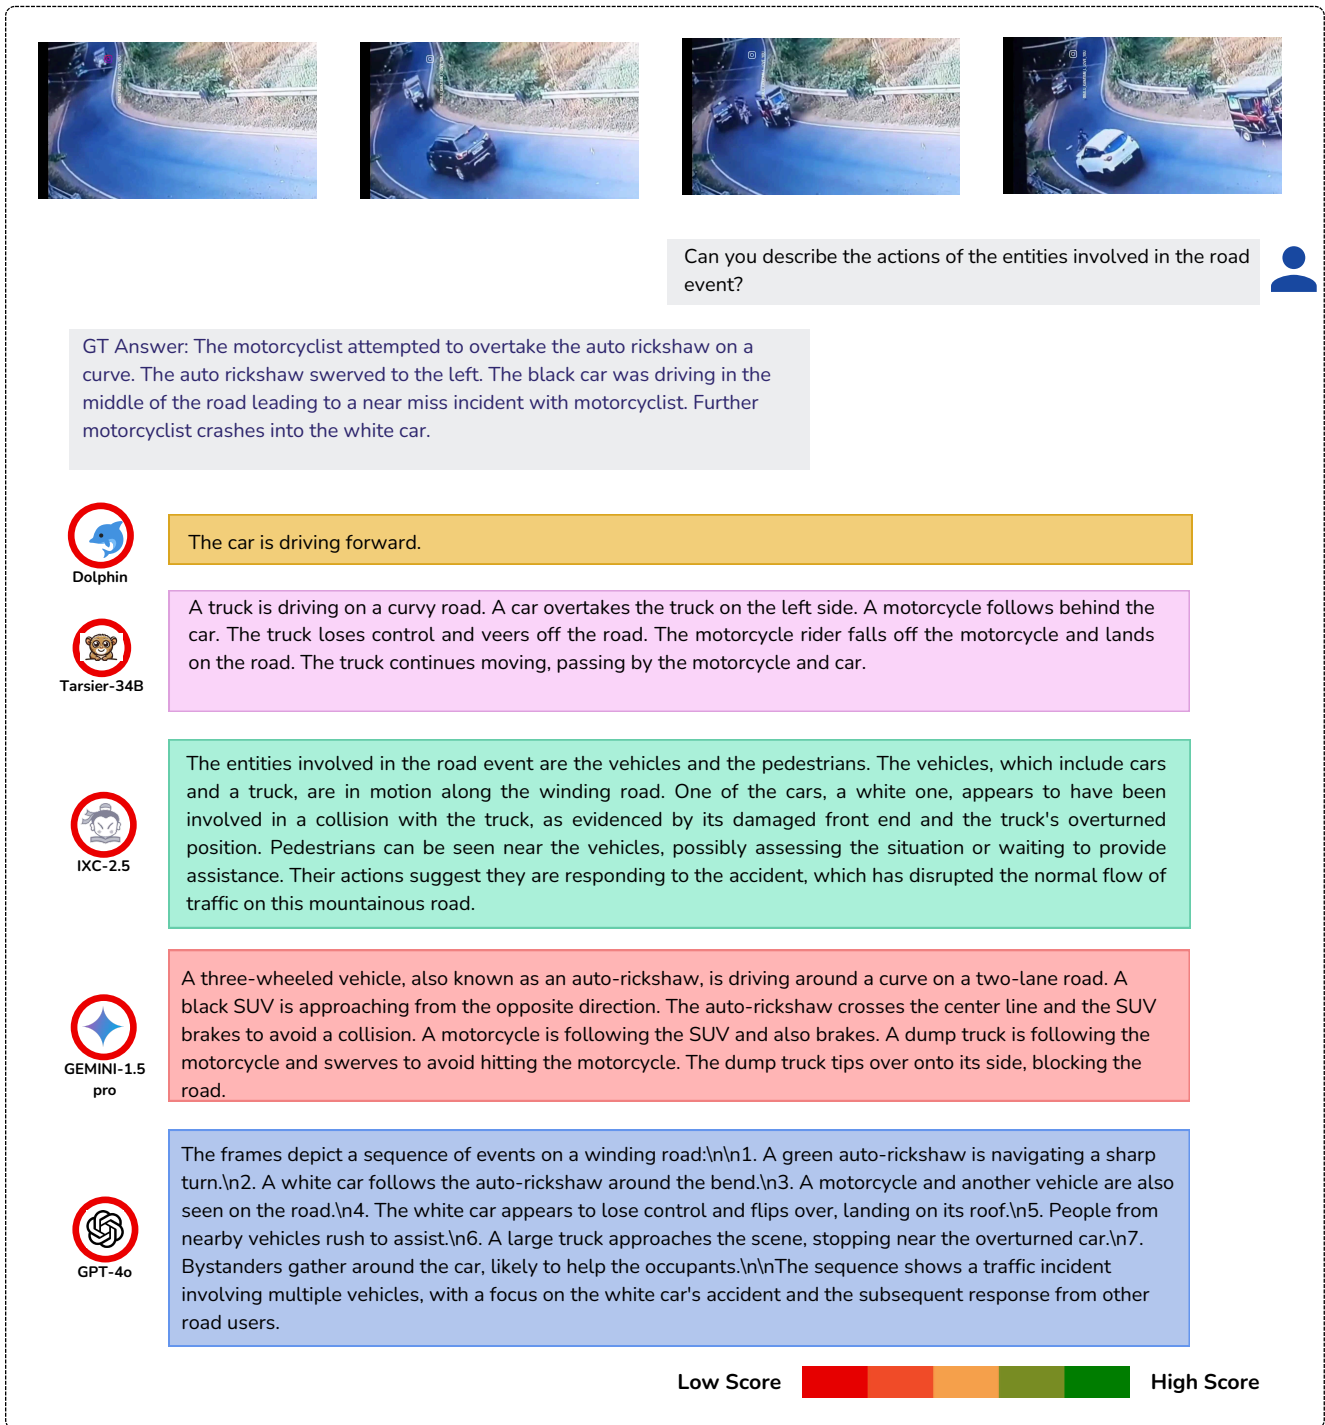 Can you describe the actions of the entities involved in the road
event?
GT Answer: The motorcyclist attempted to overtake the auto rickshaw on a
curve. The auto rickshaw swerved to the left. The black car was driving in the
middle of the road leading to a near miss incident with motorcyclist. Further
motorcyclist crashes into the white car.
Dolphin
The car is driving forward.
Tarsier-34B
A truck is driving on a curvy road. A car overtakes the truck on the left side. A motorcycle follows behind the
car. The truck loses control and veers off the road. The motorcycle rider falls off the motorcycle and lands
on the road. The truck continues moving, passing by the motorcycle and car.
IXC-2.5
The entities involved in the road event are the vehicles and the pedestrians. The vehicles, which include cars
and a truck, are in motion along the winding road. One of the cars, a white one, appears to have been
involved in a collision with the truck, as evidenced by its damaged front end and the truck's overturned
position. Pedestrians can be seen near the vehicles, possibly assessing the situation or waiting to provide
assistance. Their actions suggest they are responding to the accident, which has disrupted the normal flow of
traffic on this mountainous road.
GEMINI-1.5
pro
A three-wheeled vehicle, also known as an auto-rickshaw, is driving around a curve on a two-lane road. A
black SUV is approaching from the opposite direction. The auto-rickshaw crosses the center line and the SUV
brakes to avoid a collision. A motorcycle is following the SUV and also brakes. A dump truck is following the
motorcycle and swerves to avoid hitting the motorcycle. The dump truck tips over onto its side, blocking the
road.
GPT-4o
The frames depict a sequence of events on a winding road:\n\n1. A green auto-rickshaw is navigating a sharp
turn.\n2. A white car follows the auto-rickshaw around the bend.\n3. A motorcycle and another vehicle are also
seen on the road.\n4. The white car appears to lose control and flips over, landing on its roof.\n5. People from
nearby vehicles rush to assist.\n6. A large truck approaches the scene, stopping near the overturned car.\n7.
Bystanders gather around the car, likely to help the occupants.\n\nThe sequence shows a traffic incident
involving multiple vehicles, with a focus on the white car's accident and the subsequent response from other
road users.
Low Score
High Score